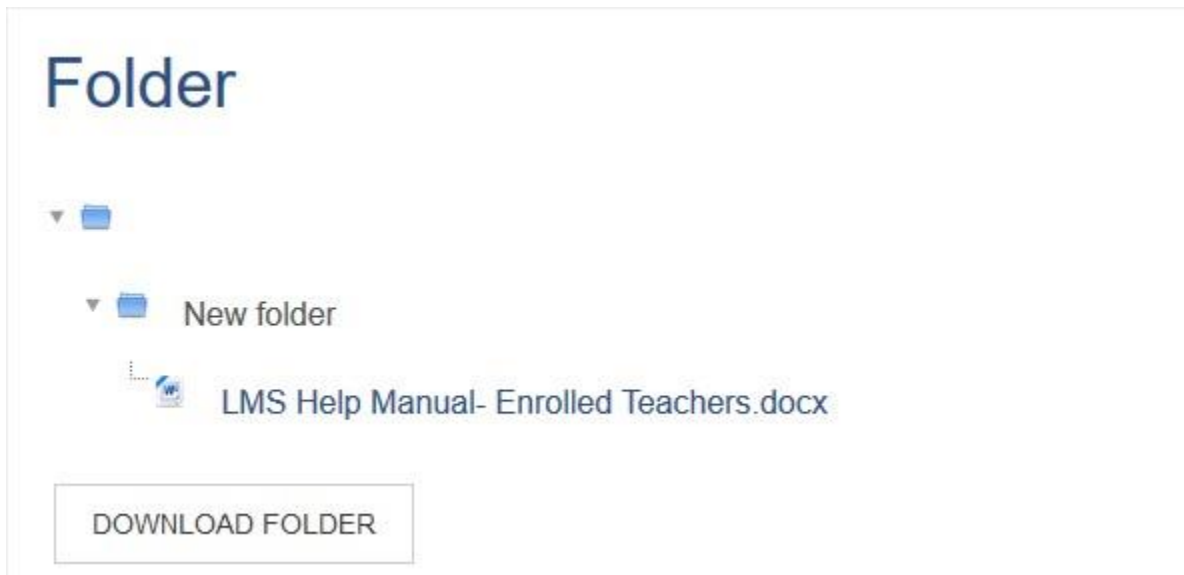 Folder
New folder
LMS Help Manual- Enrolled Teachers.docx
DOWNLOAD FOLDER